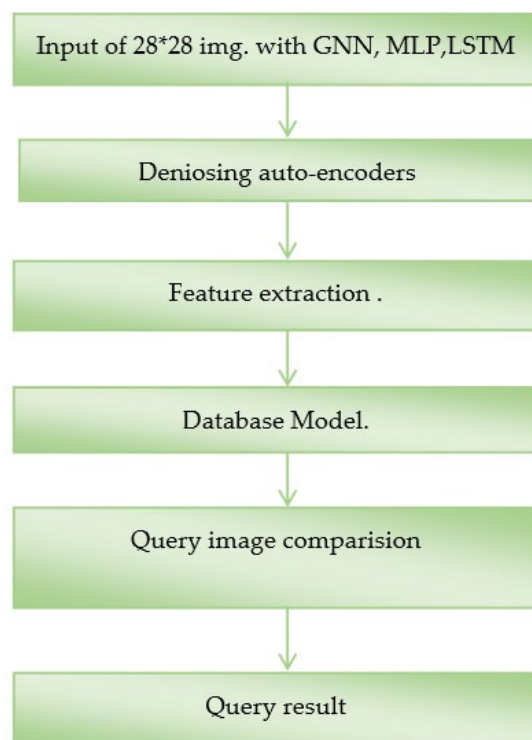 Input of 28*28 img. with GNN, MLP,LSTM
Deniosing auto-encoders
Feature extraction .
Database Model.
Query image comparision
Query result